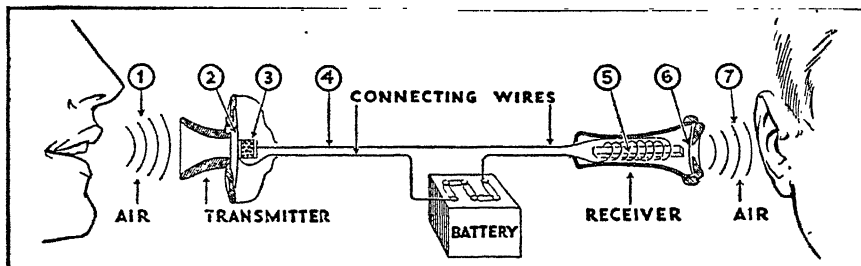 1 2 3 4 5 6 7
CONNECTING WIRES
AIR TRANSMITTER BATTERY RECEIVER AIR